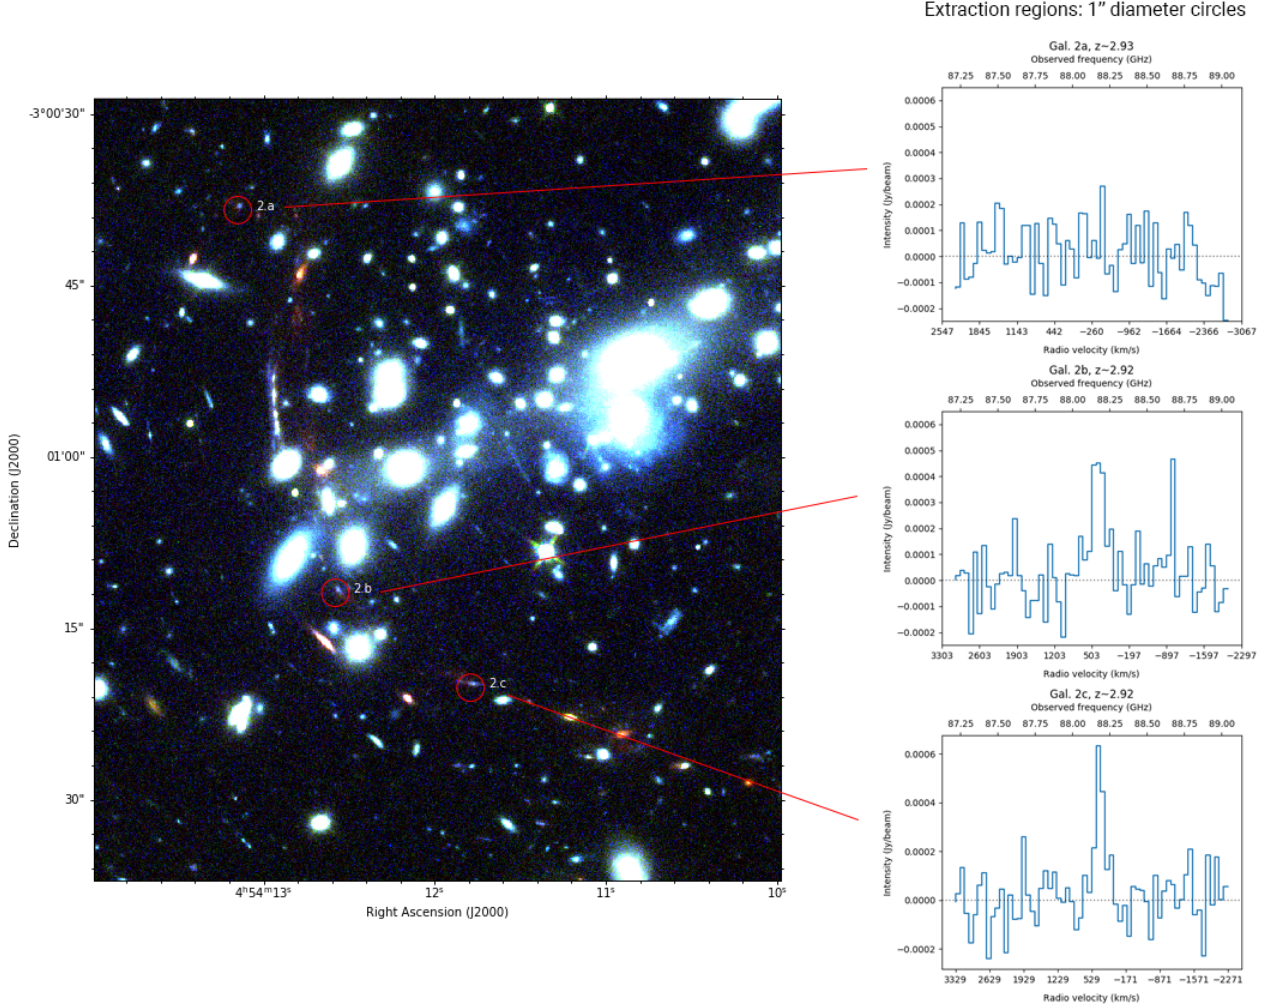 Extraction regions: 1” diameter circles
Gal. 2a, z~2.93
Observed frequency (GHz)
87.25 87.50 87.75 88.00 88.25 88.50 88.75 89.00
0.0006
0.0005
0.0004
0.0003
0.0002
0.0001
0.0000
−0.0001
−0.0002
Intensity (Jy/beam)
2547 1845 1143 442 −260 −962 −1664 −2366 −3067
Radio velocity (km/s)
Gal. 2b, z~2.92
Observed frequency (GHz)
87.25 87.50 87.75 88.00 88.25 88.50 88.75 89.00
0.0006
0.0005
0.0004
0.0003
0.0002
0.0001
0.0000
−0.0001
−0.0002
Intensity (Jy/beam)
3303 2603 1903 1203 503 −197 −897 −1597 −2297
Radio velocity (km/s)
Gal. 2c, z~2.92
Observed frequency (GHz)
87.25 87.50 87.75 88.00 88.25 88.50 88.75 89.00
0.0006
0.0004
0.0002
0.0000
−0.0002
Intensity (Jy/beam)
3329 2629 1929 1229 529 −171 −871 −1571 −2271
Radio velocity (km/s)
-3°00'30"
45"
01'00"
15"
30"
Declination (J2000)
2.a
2.b
2.c
4ʰ54ᵐ13ˢ 12ˢ 11ˢ 10ˢ
Right Ascension (J2000)